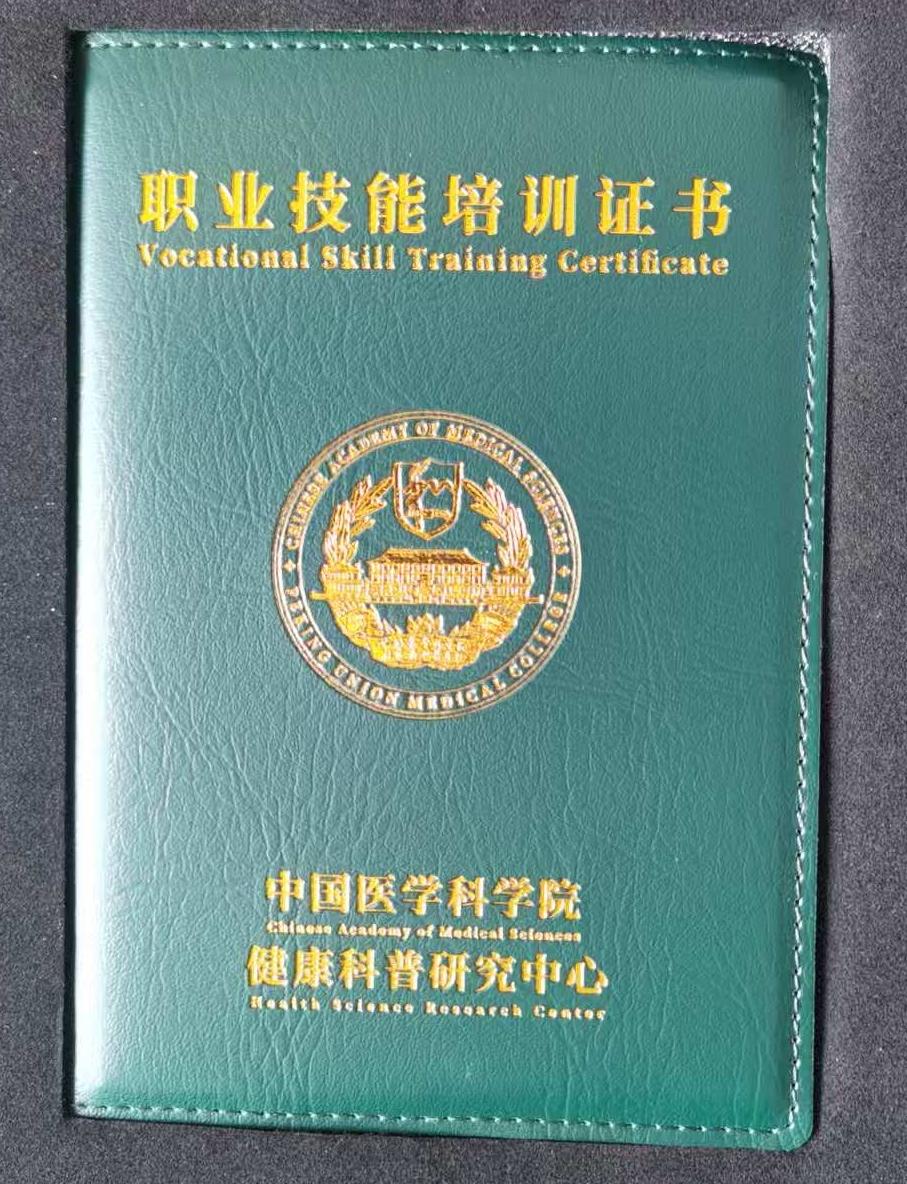 职业技能培训证书
Vocational Skill Training Certificate
CHINESE ACADEMY OF MEDICAL SCIENCES
PEKING UNION MEDICAL COLLEGE
中国医学科学院
Chinese Academy of Medical Sciences
健康科普研究中心
Health Science Research Center